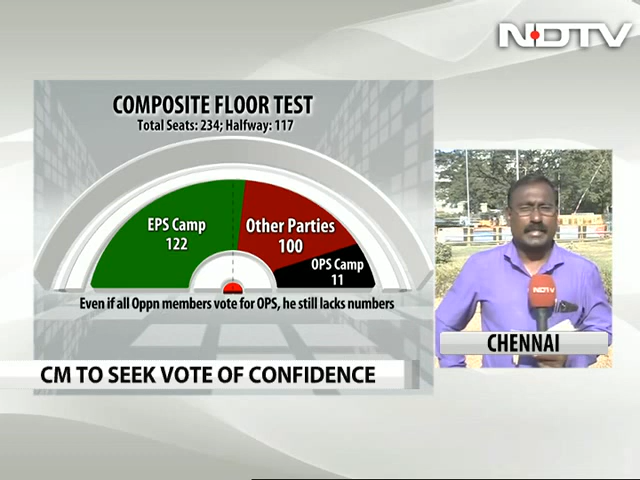 NDTV
COMPOSITE FLOOR TEST
Total Seats: 234; Halfway: 117
EPS Camp
122
Other Parties
100
OPS Camp
11
Even if all Oppn members vote for OPS, he still lacks numbers
NDTV
CHENNAI
CM TO SEEK VOTE OF CONFIDENCE